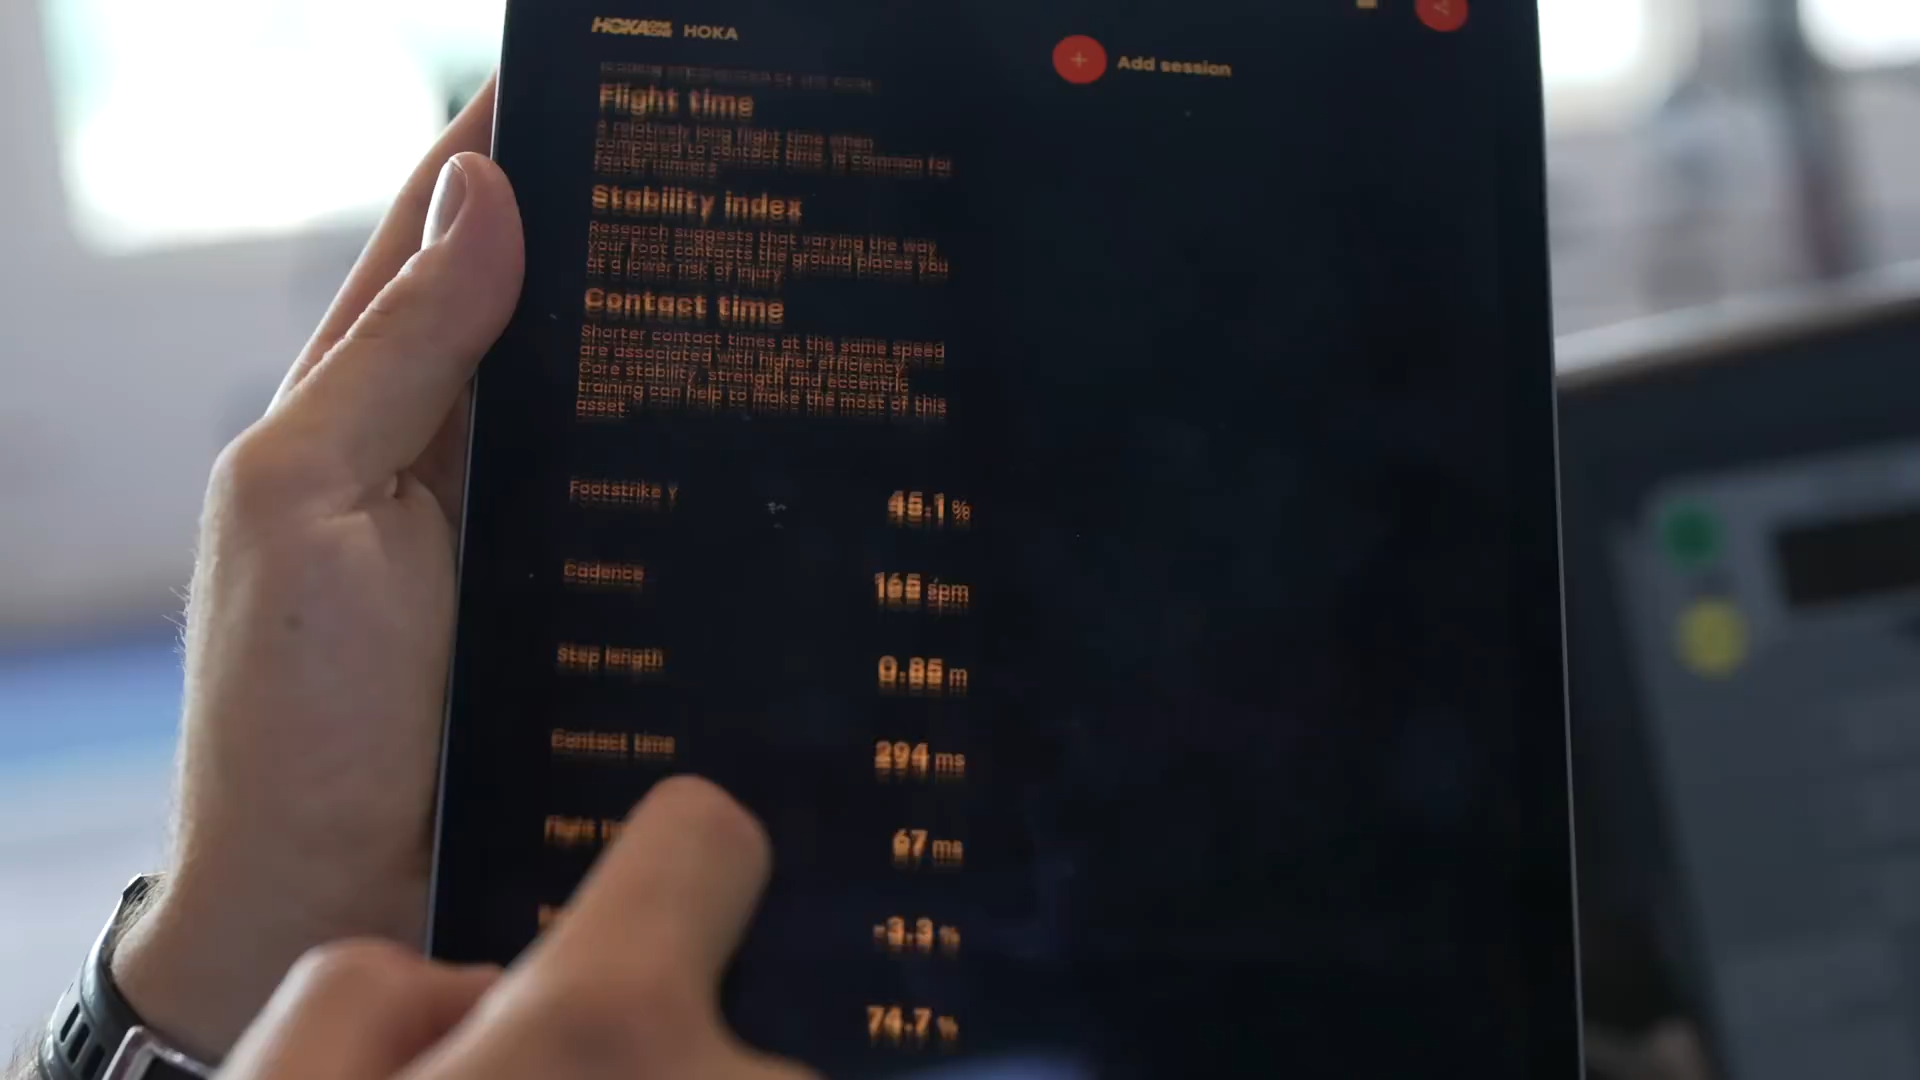 HOKA ONE ONE HOKA
Add session
Flight time
A relatively long flight time when
compared to contact time, is common for
faster runners
Stability index
Research suggests that varying the way
your foot contacts the ground places you
at a lower risk of injury.
Contact time
Shorter contact times at the same speed
are associated with higher efficiency.
Core stability, strength and eccentric
training can help to make the most of this
asset.
Footstrike Y 45.1 %
Cadence 165 spm
Step length 0.85 m
Contact time 294 ms
Flight 67 ms
-3.3 %
74.7 %